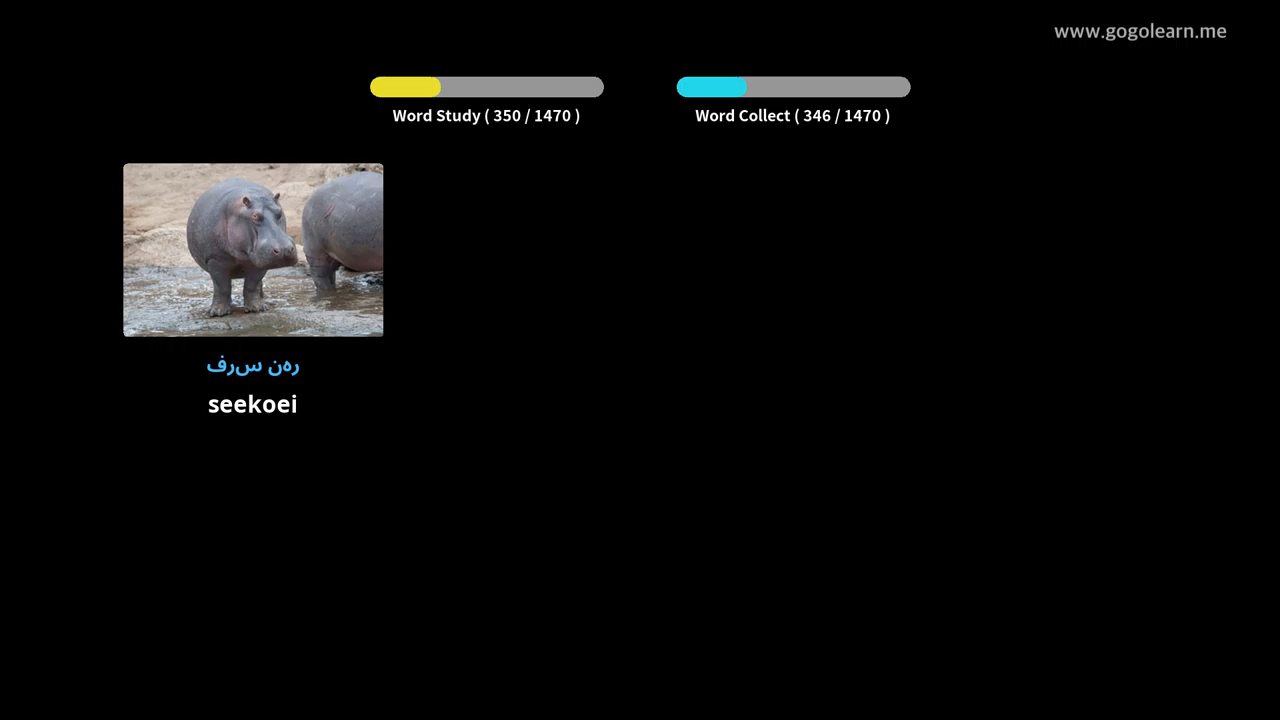 www.gogolearn.me
Word Study ( 350 / 1470 )
Word Collect ( 346 / 1470 )
رهن سرف
seekoei